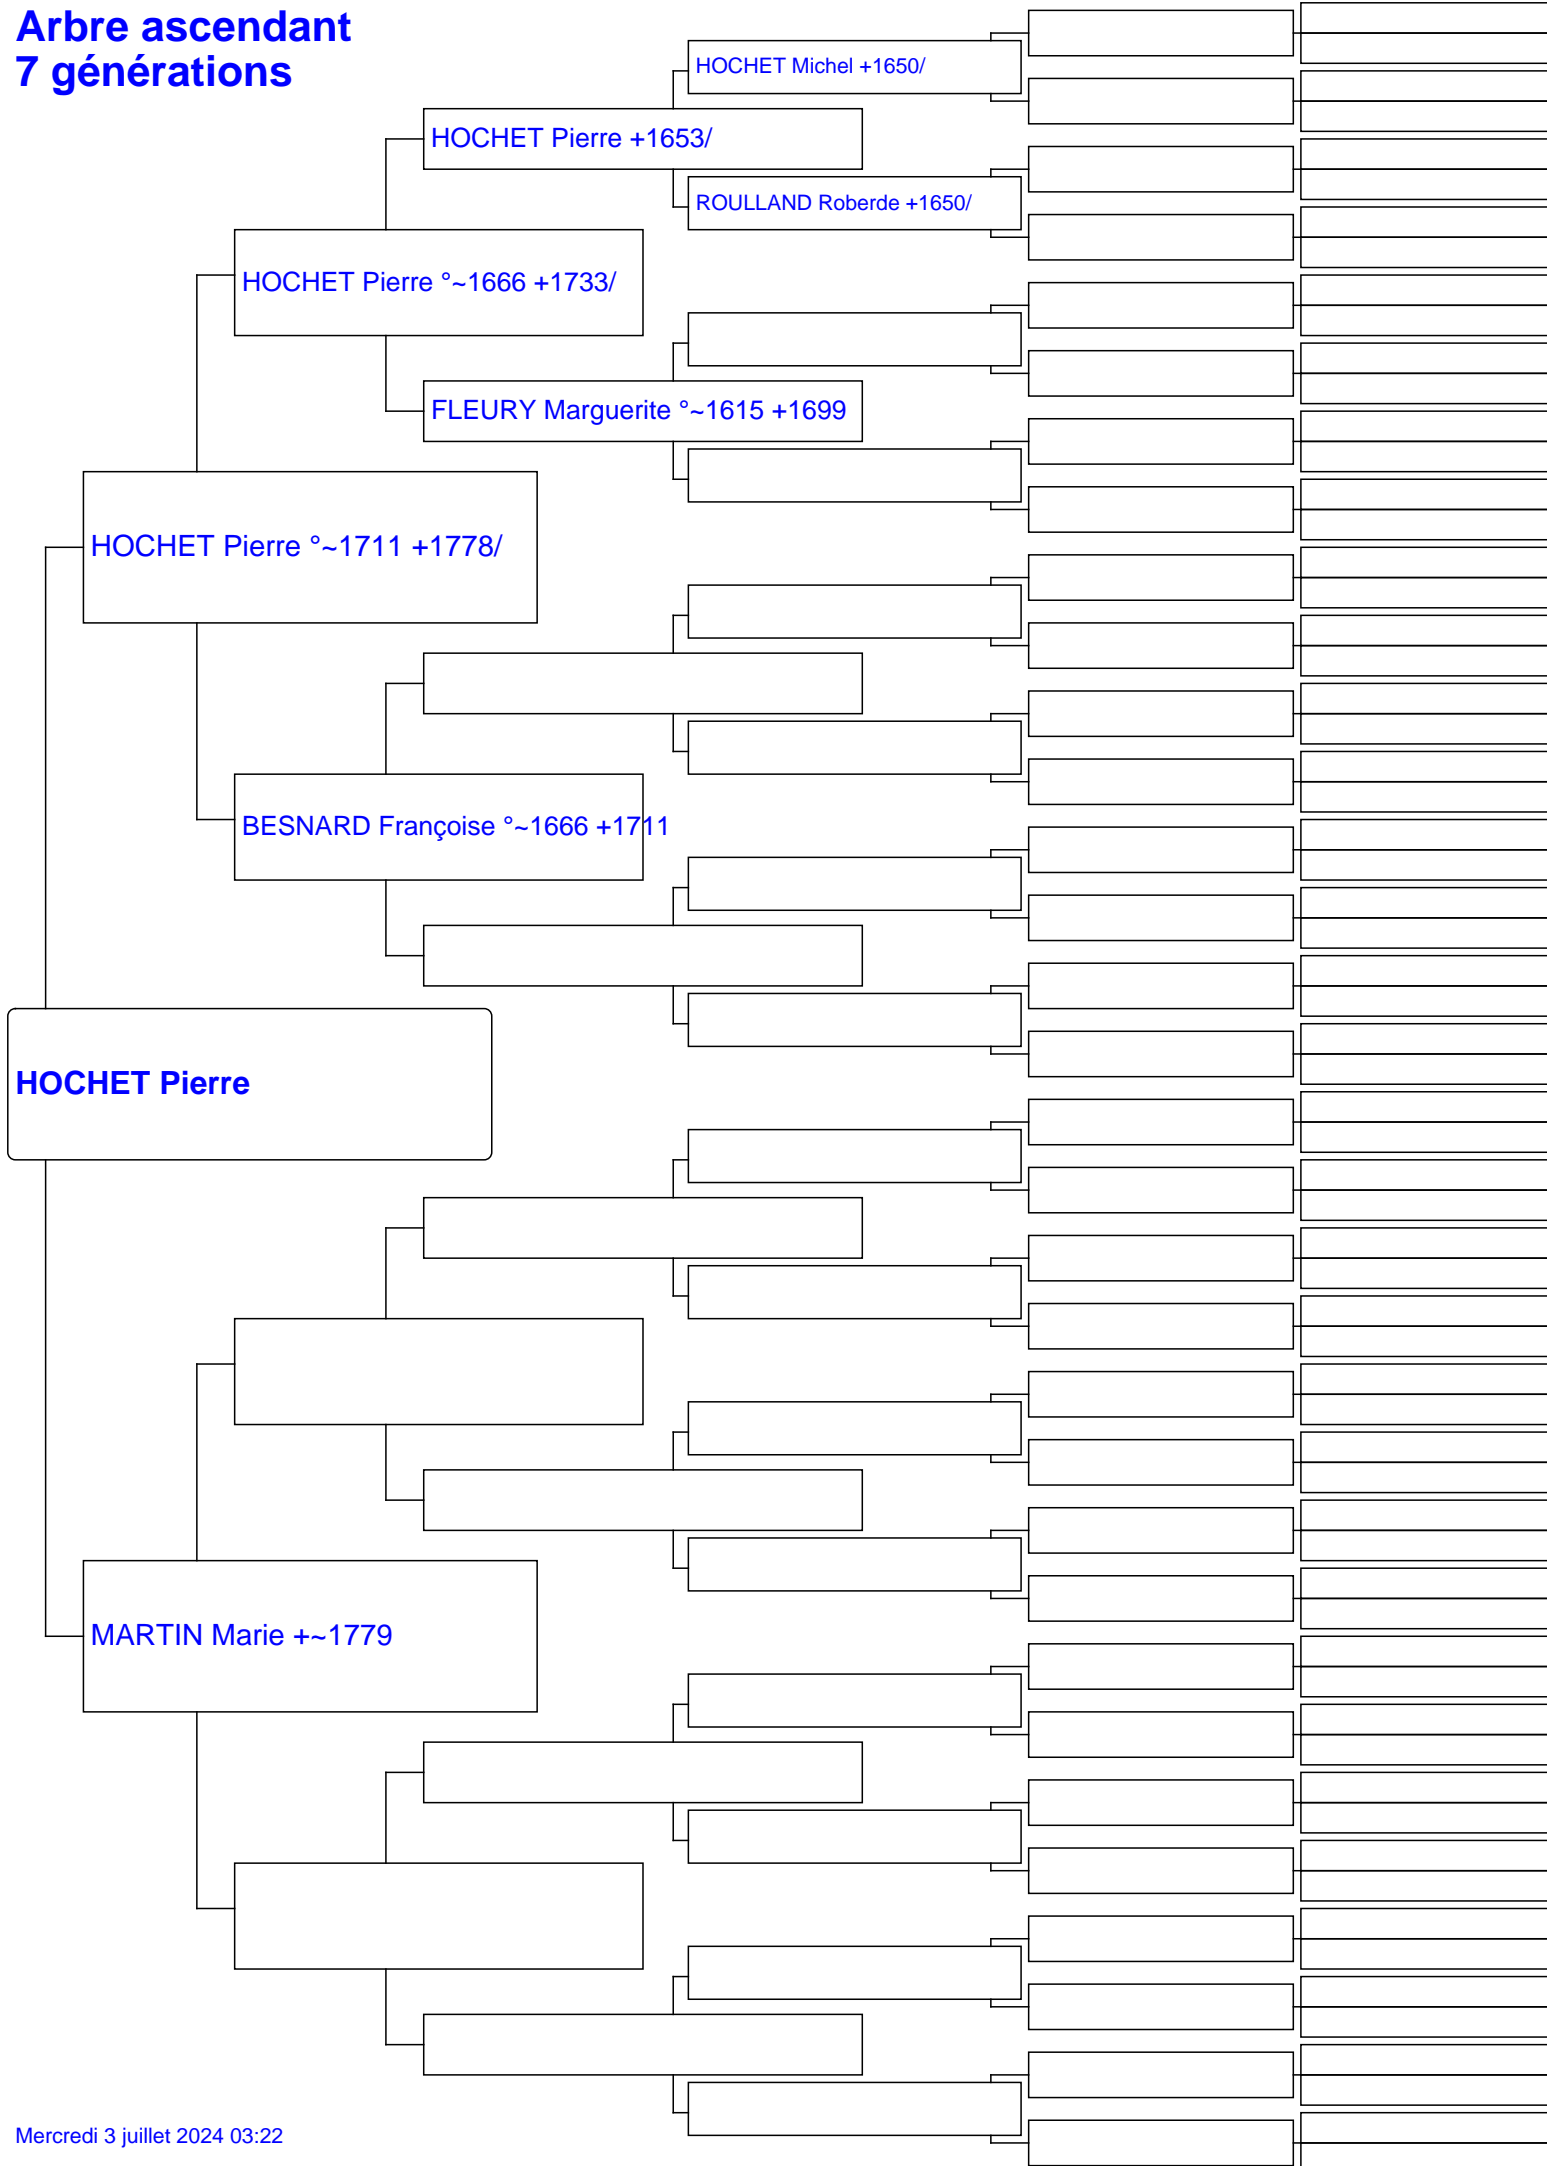 Arbre ascendant
7 générations
HOCHET Michel +1650/
HOCHET Pierre +1653/
ROULLAND Roberde +1650/
HOCHET Pierre °~1666 +1733/
FLEURY Marguerite °~1615 +1699
HOCHET Pierre °~1711 +1778/
BESNARD Françoise °~1666 +1711
HOCHET Pierre
MARTIN Marie +~1779
Mercredi 3 juillet 2024 03:22